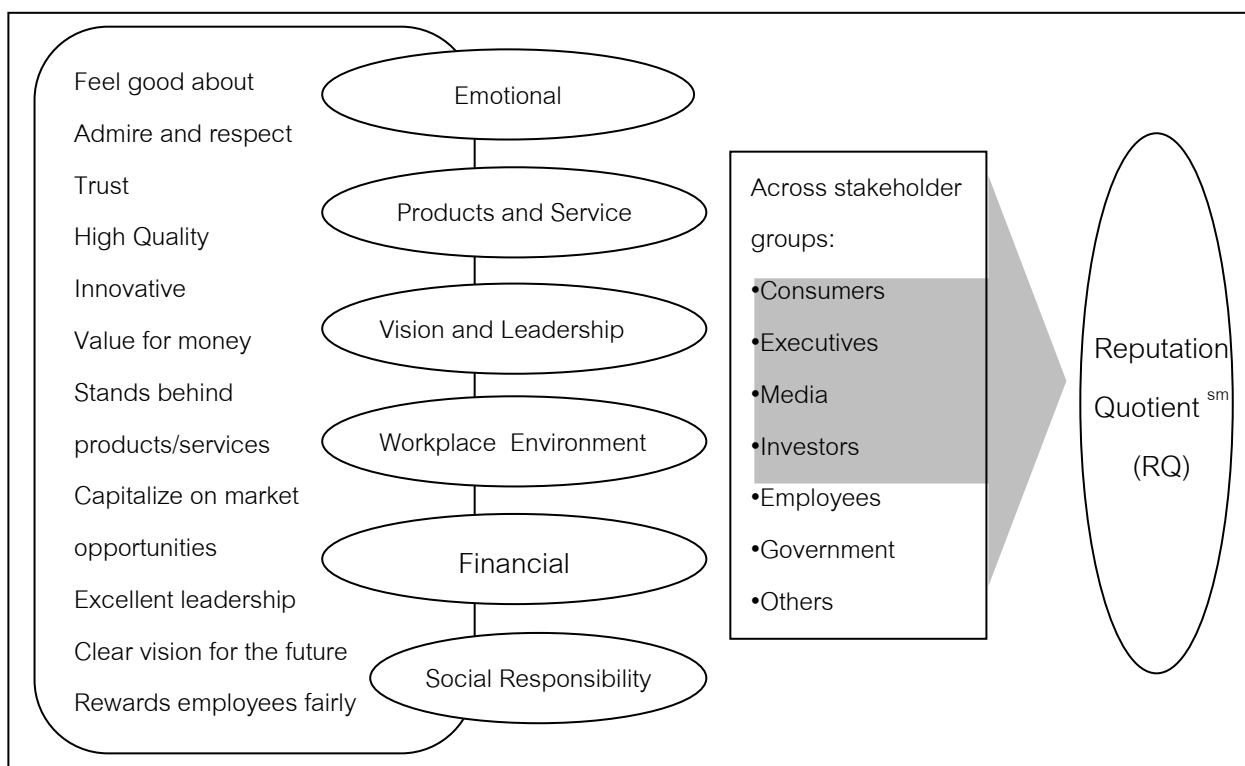 Feel good about
Admire and respect
Trust
High Quality
Innovative
Value for money
Stands behind
products/services
Capitalize on market
opportunities
Excellent leadership
Clear vision for the future
Rewards employees fairly
Emotional
Products and Service
Vision and Leadership
Workplace Environment
Financial
Social Responsibility
Across stakeholder
groups:
•Consumers
•Executives
•Media
•Investors
•Employees
•Government
•Others
Reputation
Quotient sm
(RQ)